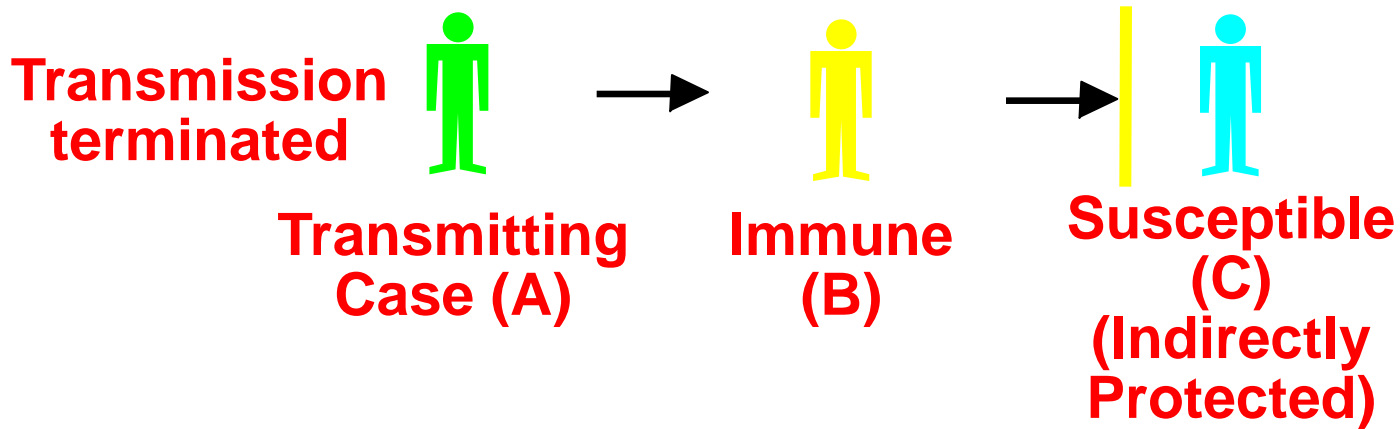 Transmission
terminated
Transmitting
Case (A)
Immune
(B)
Susceptible
(C)
(Indirectly
Protected)